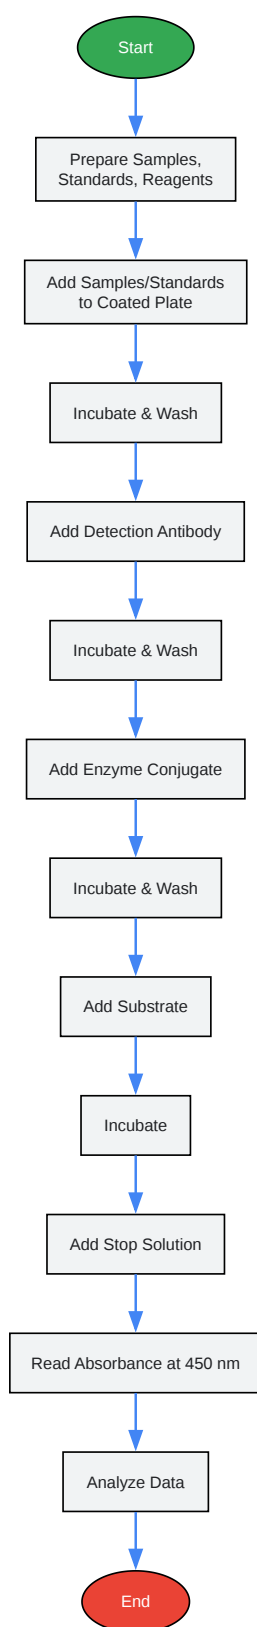 Start
Prepare Samples,
Standards, Reagents
Add Samples/Standards
to Coated Plate
Incubate & Wash
Add Detection Antibody
Incubate & Wash
Add Enzyme Conjugate
Incubate & Wash
Add Substrate
Incubate
Add Stop Solution
Read Absorbance at 450 nm
Analyze Data
End